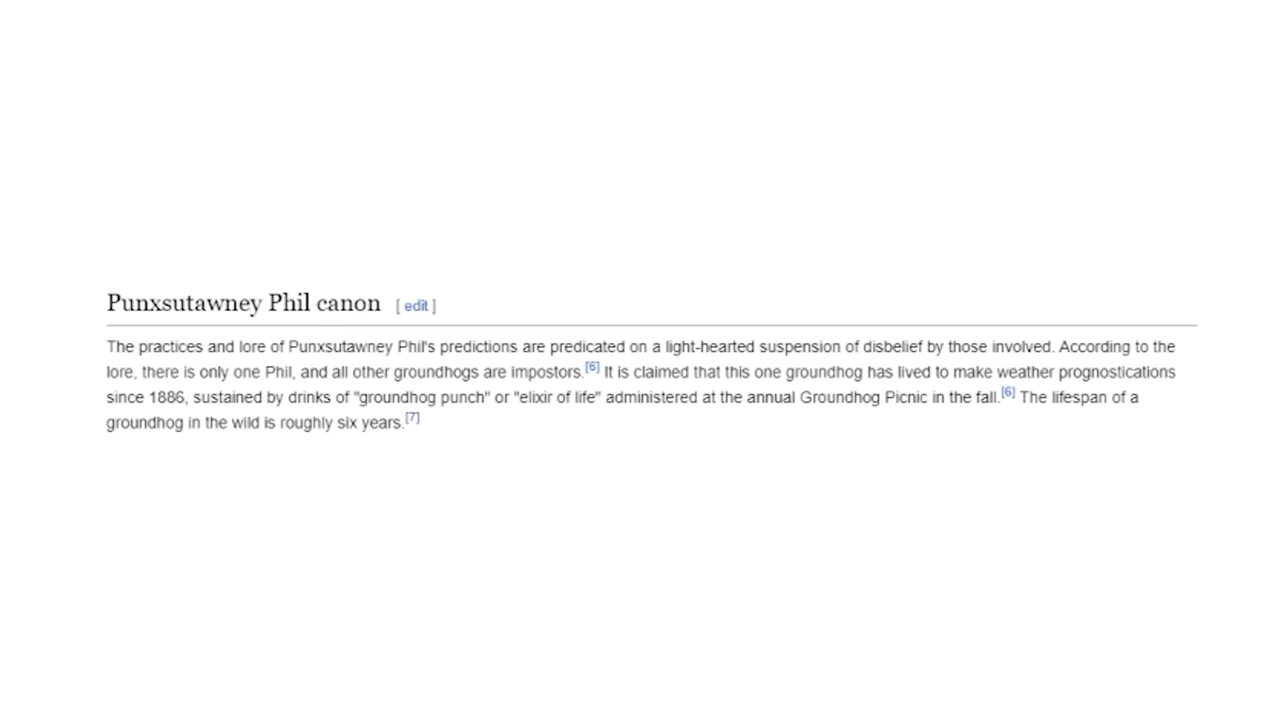 Punxsutawney Phil canon [ edit ]
The practices and lore of Punxsutawney Phil's predictions are predicated on a light-hearted suspension of disbelief by those involved. According to the
lore, there is only one Phil, and all other groundhogs are impostors.[6] It is claimed that this one groundhog has lived to make weather prognostications
since 1886, sustained by drinks of "groundhog punch" or "elixir of life" administered at the annual Groundhog Picnic in the fall.[6] The lifespan of a
groundhog in the wild is roughly six years.[7]